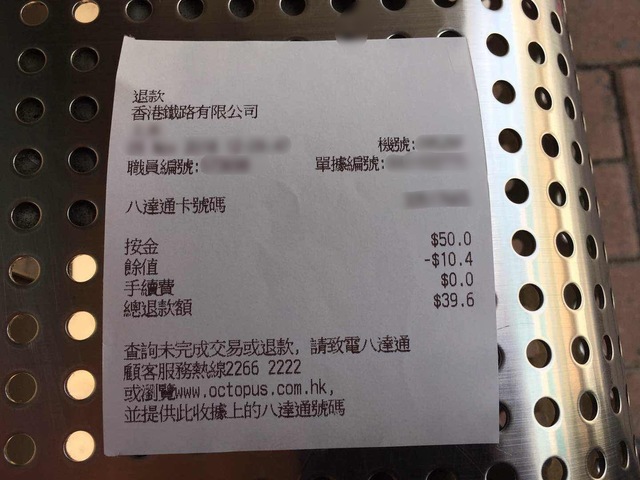 退款
香港鐵路有限公司
機號:
職員編號: 單據編號:
八達通卡號碼
按金 $50.0
餘值 -$10.4
手續費 $0.0
總退款額 $39.6
查詢未完成交易或退款, 請致電八達通
顧客服務熱線2266 2222
或瀏覽www.octopus.com.hk,
並提供此收據上的八達通號碼